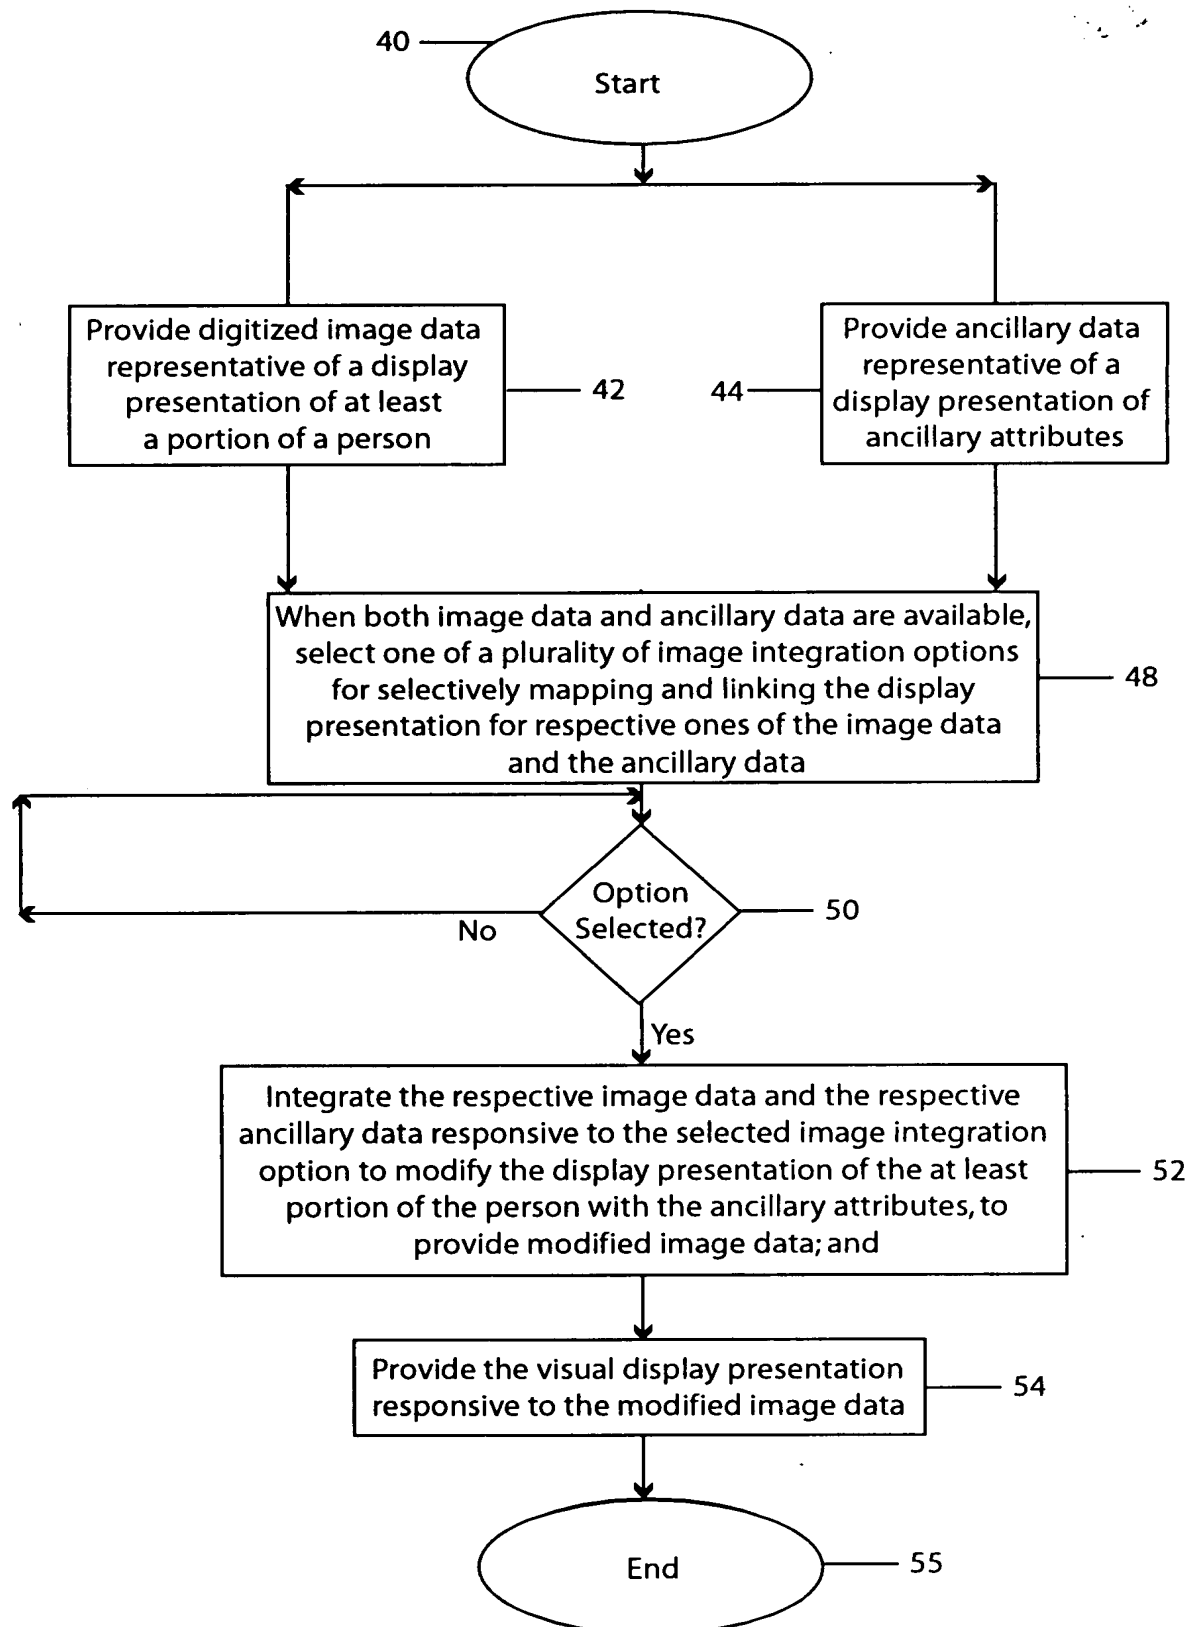 40
Start
Provide digitized image data
representative of a display
presentation of at least
a portion of a person
42
44
Provide ancillary data
representative of a
display presentation of
ancillary attributes
When both image data and ancillary data are available,
select one of a plurality of image integration options
for selectively mapping and linking the display
presentation for respective ones of the image data
and the ancillary data
48
Option
Selected?
50
No
Yes
Integrate the respective image data and the respective
ancillary data responsive to the selected image integration
option to modify the display presentation of the at least
portion of the person with the ancillary attributes, to
provide modified image data; and
52
Provide the visual display presentation
responsive to the modified image data
54
End
55